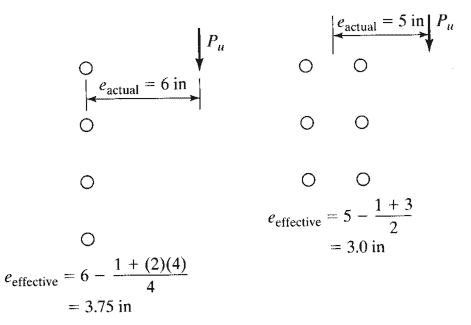 P_u
e_actual = 6 in
e_effective = 6 − (1 + (2)(4))/4
= 3.75 in
e_actual = 5 in P_u
e_effective = 5 − (1 + 3)/2
= 3.0 in